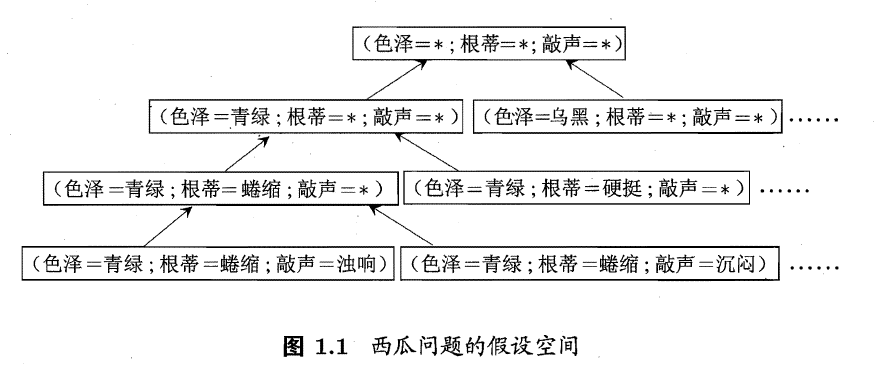 (色泽=*;根蒂=*;敲声=*)
(色泽=青绿;根蒂=*;敲声=*) (色泽=乌黑;根蒂=*;敲声=*) ······
(色泽=青绿;根蒂=蜷缩;敲声=*) (色泽=青绿;根蒂=硬挺;敲声=*) ······
(色泽=青绿;根蒂=蜷缩;敲声=浊响) (色泽=青绿;根蒂=蜷缩;敲声=沉闷) ······
图 1.1 西瓜问题的假设空间